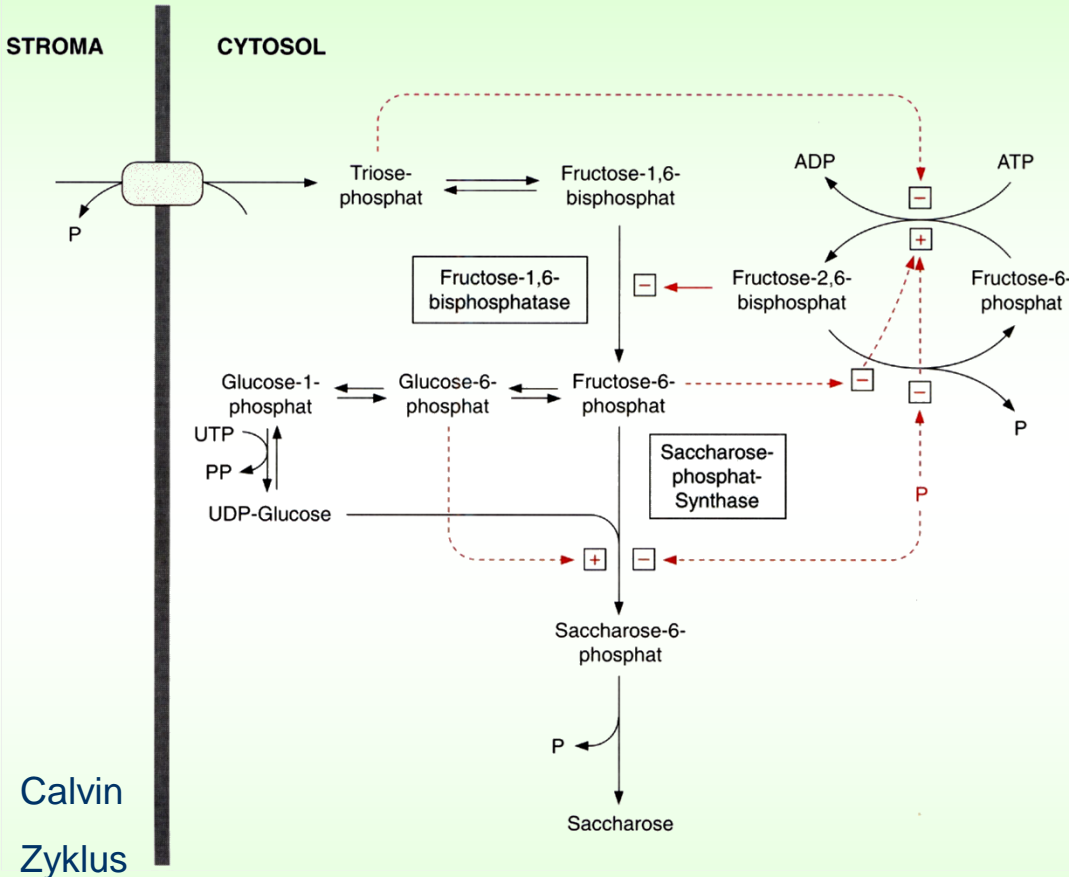 STROMA
CYTOSOL
Triose-
phosphat
Fructose-1,6-
bisphosphat
ADP
ATP
P
−
+
Fructose-1,6-
bisphosphatase
−
Fructose-2,6-
bisphosphat
Fructose-6-
phosphat
Glucose-1-
phosphat
Glucose-6-
phosphat
Fructose-6-
phosphat
−
−
P
UTP
PP
UDP-Glucose
Saccharose-
phosphat-
Synthase
P
+
−
Saccharose-6-
phosphat
P
Saccharose
Calvin
Zyklus